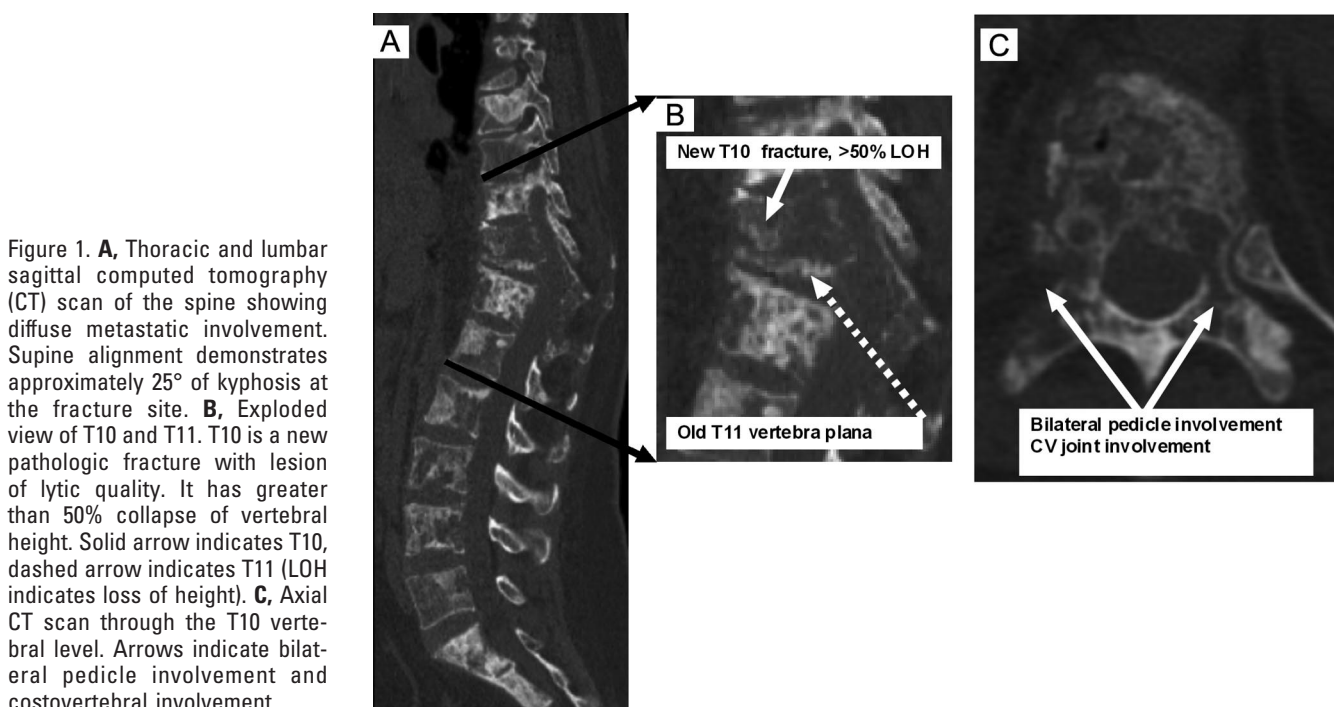 Figure 1. A, Thoracic and lumbar
sagittal computed tomography
(CT) scan of the spine showing
diffuse metastatic involvement.
Supine alignment demonstrates
approximately 25° of kyphosis at
the fracture site. B, Exploded
view of T10 and T11. T10 is a new
pathologic fracture with lesion
of lytic quality. It has greater
than 50% collapse of vertebral
height. Solid arrow indicates T10,
dashed arrow indicates T11 (LOH
indicates loss of height). C, Axial
CT scan through the T10 verte-
bral level. Arrows indicate bilat-
eral pedicle involvement and
costovertebral involvement
A
B
New T10 fracture, >50% LOH
Old T11 vertebra plana
C
Bilateral pedicle involvement
CV joint involvement